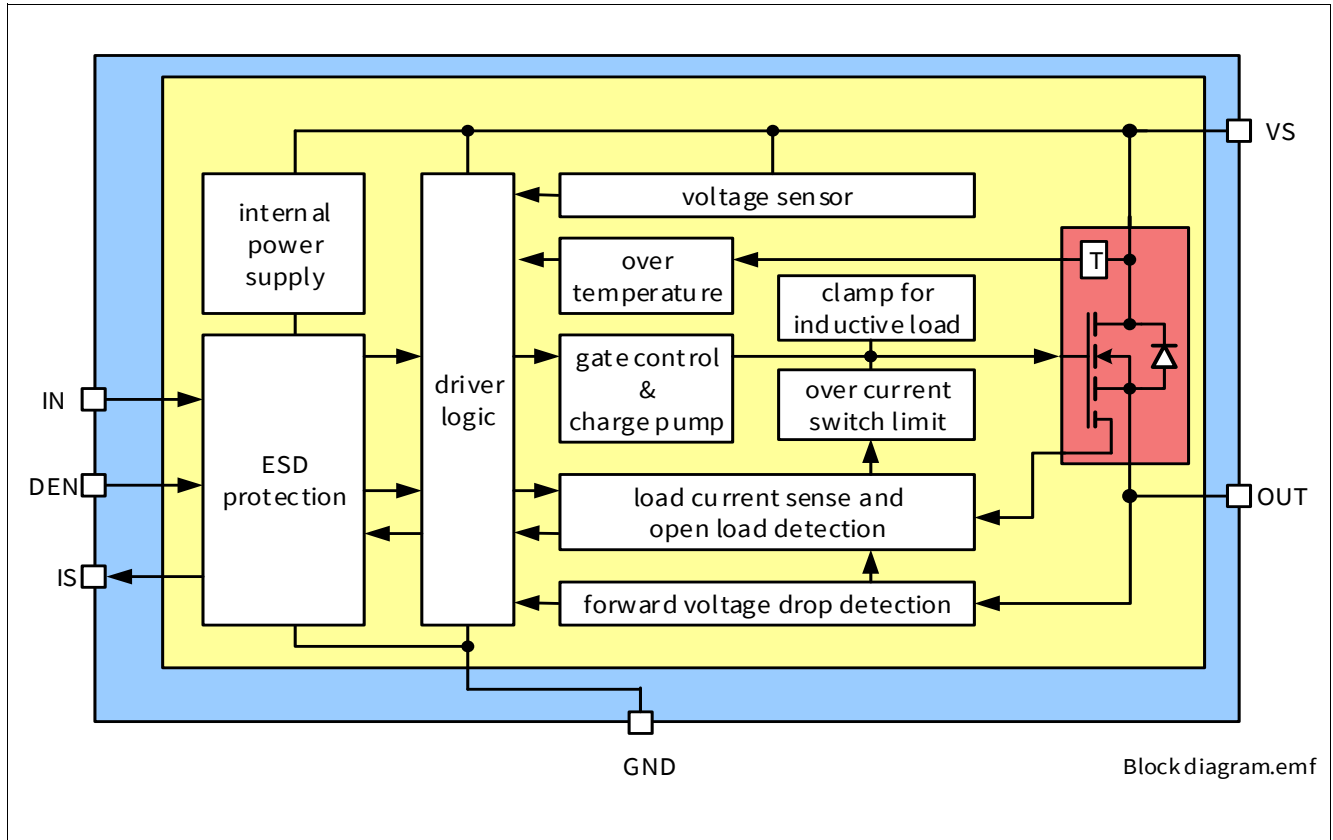 VS
voltage sensor
internal
power
supply
over
temperature
T
clamp for
inductive load
gate control
&
charge pump
driver
logic
over current
switch limit
IN
DEN
IS
ESD
protection
load current sense and
open load detection
OUT
forward voltage drop detection
GND
Block diagram.emf